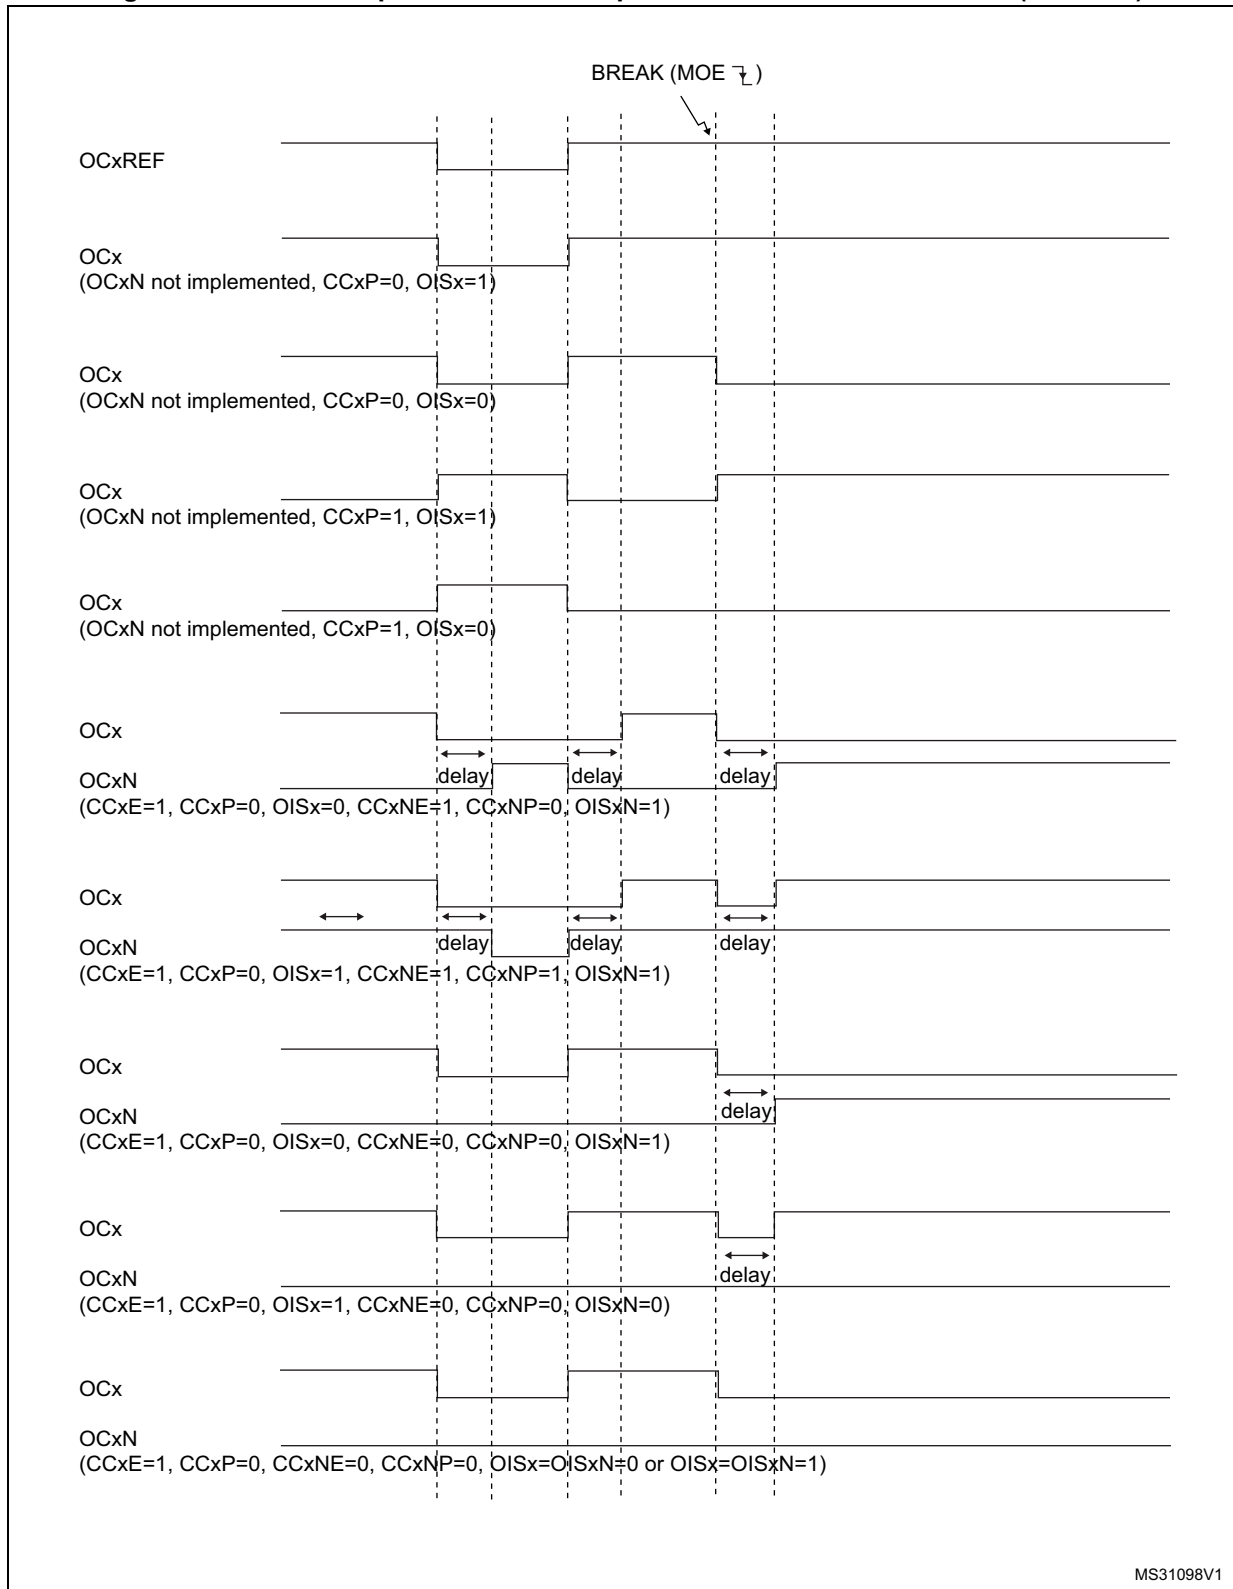 BREAK (MOE )
OCxREF
OCx
(OCxN not implemented, CCxP=0, OISx=1)
OCx
(OCxN not implemented, CCxP=0, OISx=0)
OCx
(OCxN not implemented, CCxP=1, OISx=1)
OCx
(OCxN not implemented, CCxP=1, OISx=0)
OCx
delay delay delay
OCxN
(CCxE=1, CCxP=0, OISx=0, CCxNE=1, CCxNP=0, OISxN=1)
OCx
OCxN delay delay delay
(CCxE=1, CCxP=0, OISx=1, CCxNE=1, CCxNP=1, OISxN=1)
OCx
OCxN delay
(CCxE=1, CCxP=0, OISx=0, CCxNE=0, CCxNP=0, OISxN=1)
OCx
OCxN delay
(CCxE=1, CCxP=0, OISx=1, CCxNE=0, CCxNP=0, OISxN=0)
OCx
OCxN
(CCxE=1, CCxP=0, CCxNE=0, CCxNP=0, OISx=OISxN=0 or OISx=OISxN=1)
MS31098V1